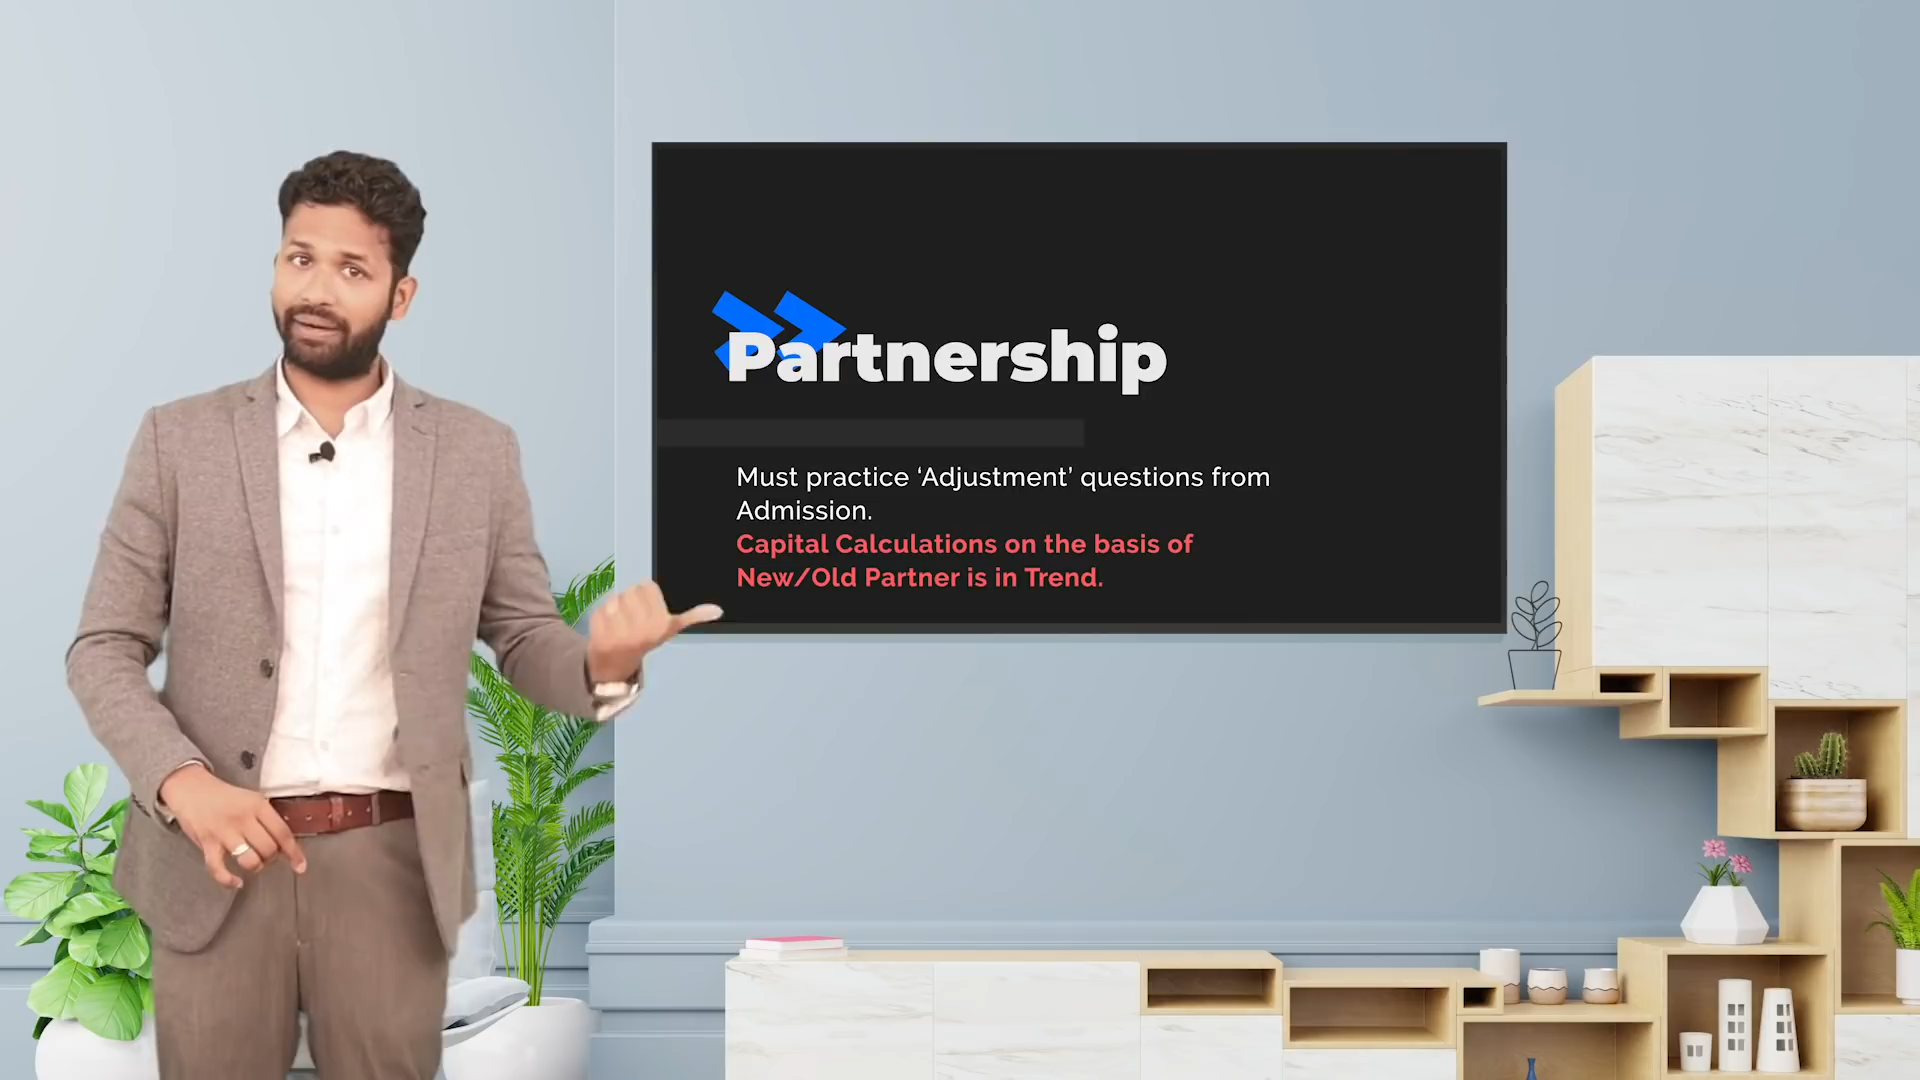 Partnership
Must practice ‘Adjustment’ questions from
Admission.
Capital Calculations on the basis of
New/Old Partner is in Trend.